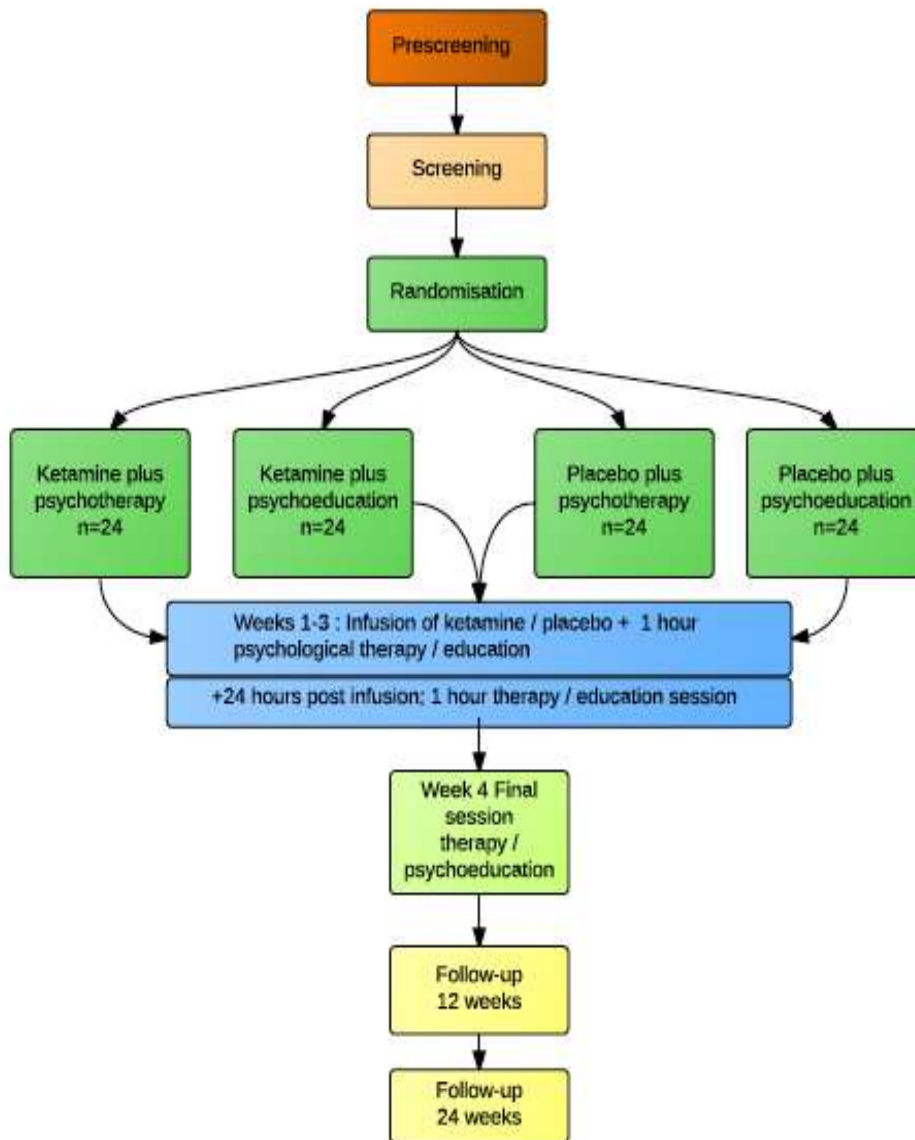 Prescreening
Screening
Randomisation
Ketamine plus
psychotherapy
n=24
Ketamine plus
psychoeducation
n=24
Placebo plus
psychotherapy
n=24
Placebo plus
psychoeducation
n=24
Weeks 1-3 : Infusion of ketamine / placebo + 1 hour
psychological therapy / education
+24 hours post infusion; 1 hour therapy / education session
Week 4 Final
session
therapy /
psychoeducation
Follow-up
12 weeks
Follow-up
24 weeks